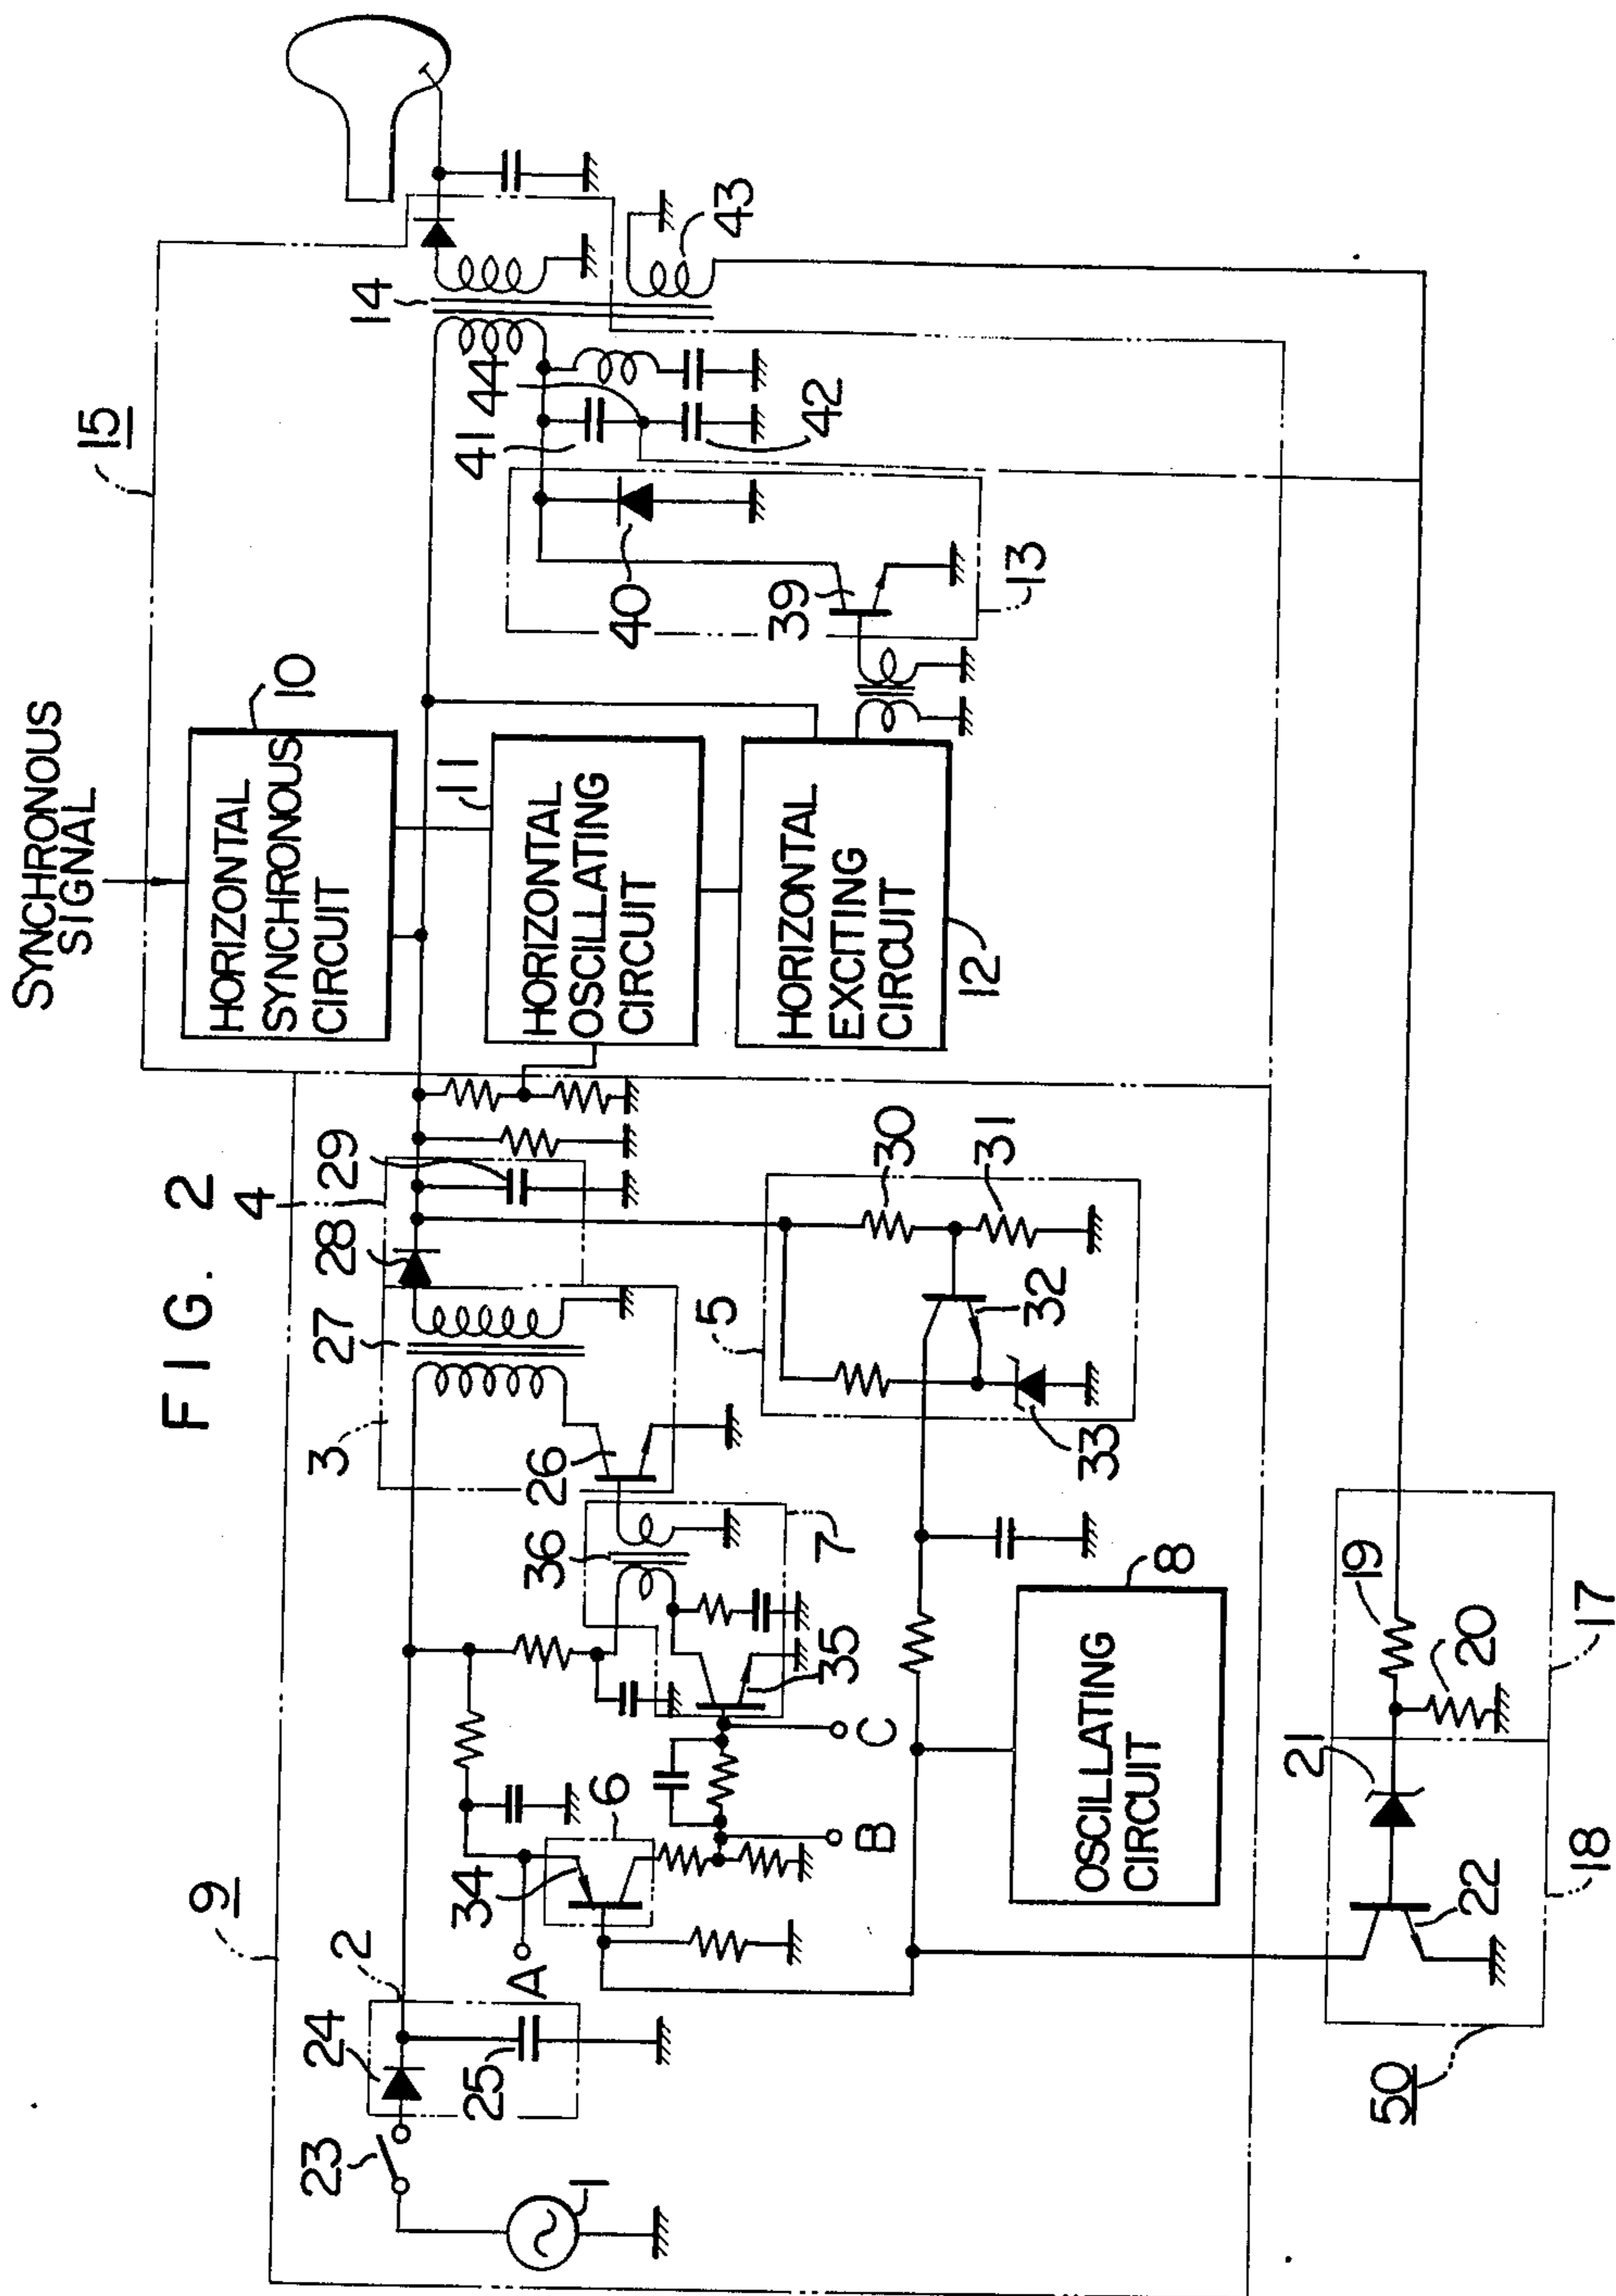 FIG. 2
SYNCHRONOUS
SIGNAL
15
10
HORIZONTAL
SYNCHRONOUS
CIRCUIT
11
HORIZONTAL
OSCILLATING
CIRCUIT
HORIZONTAL
EXCITING
CIRCUIT
12
14
43
41
44
42
40
39
13
9
2
24
25
23
1
3
27
28
4
29
26
36
7
35
34
6
A
B
C
5
30
31
32
33
OSCILLATING
CIRCUIT
8
19
20
17
21
22
18
50